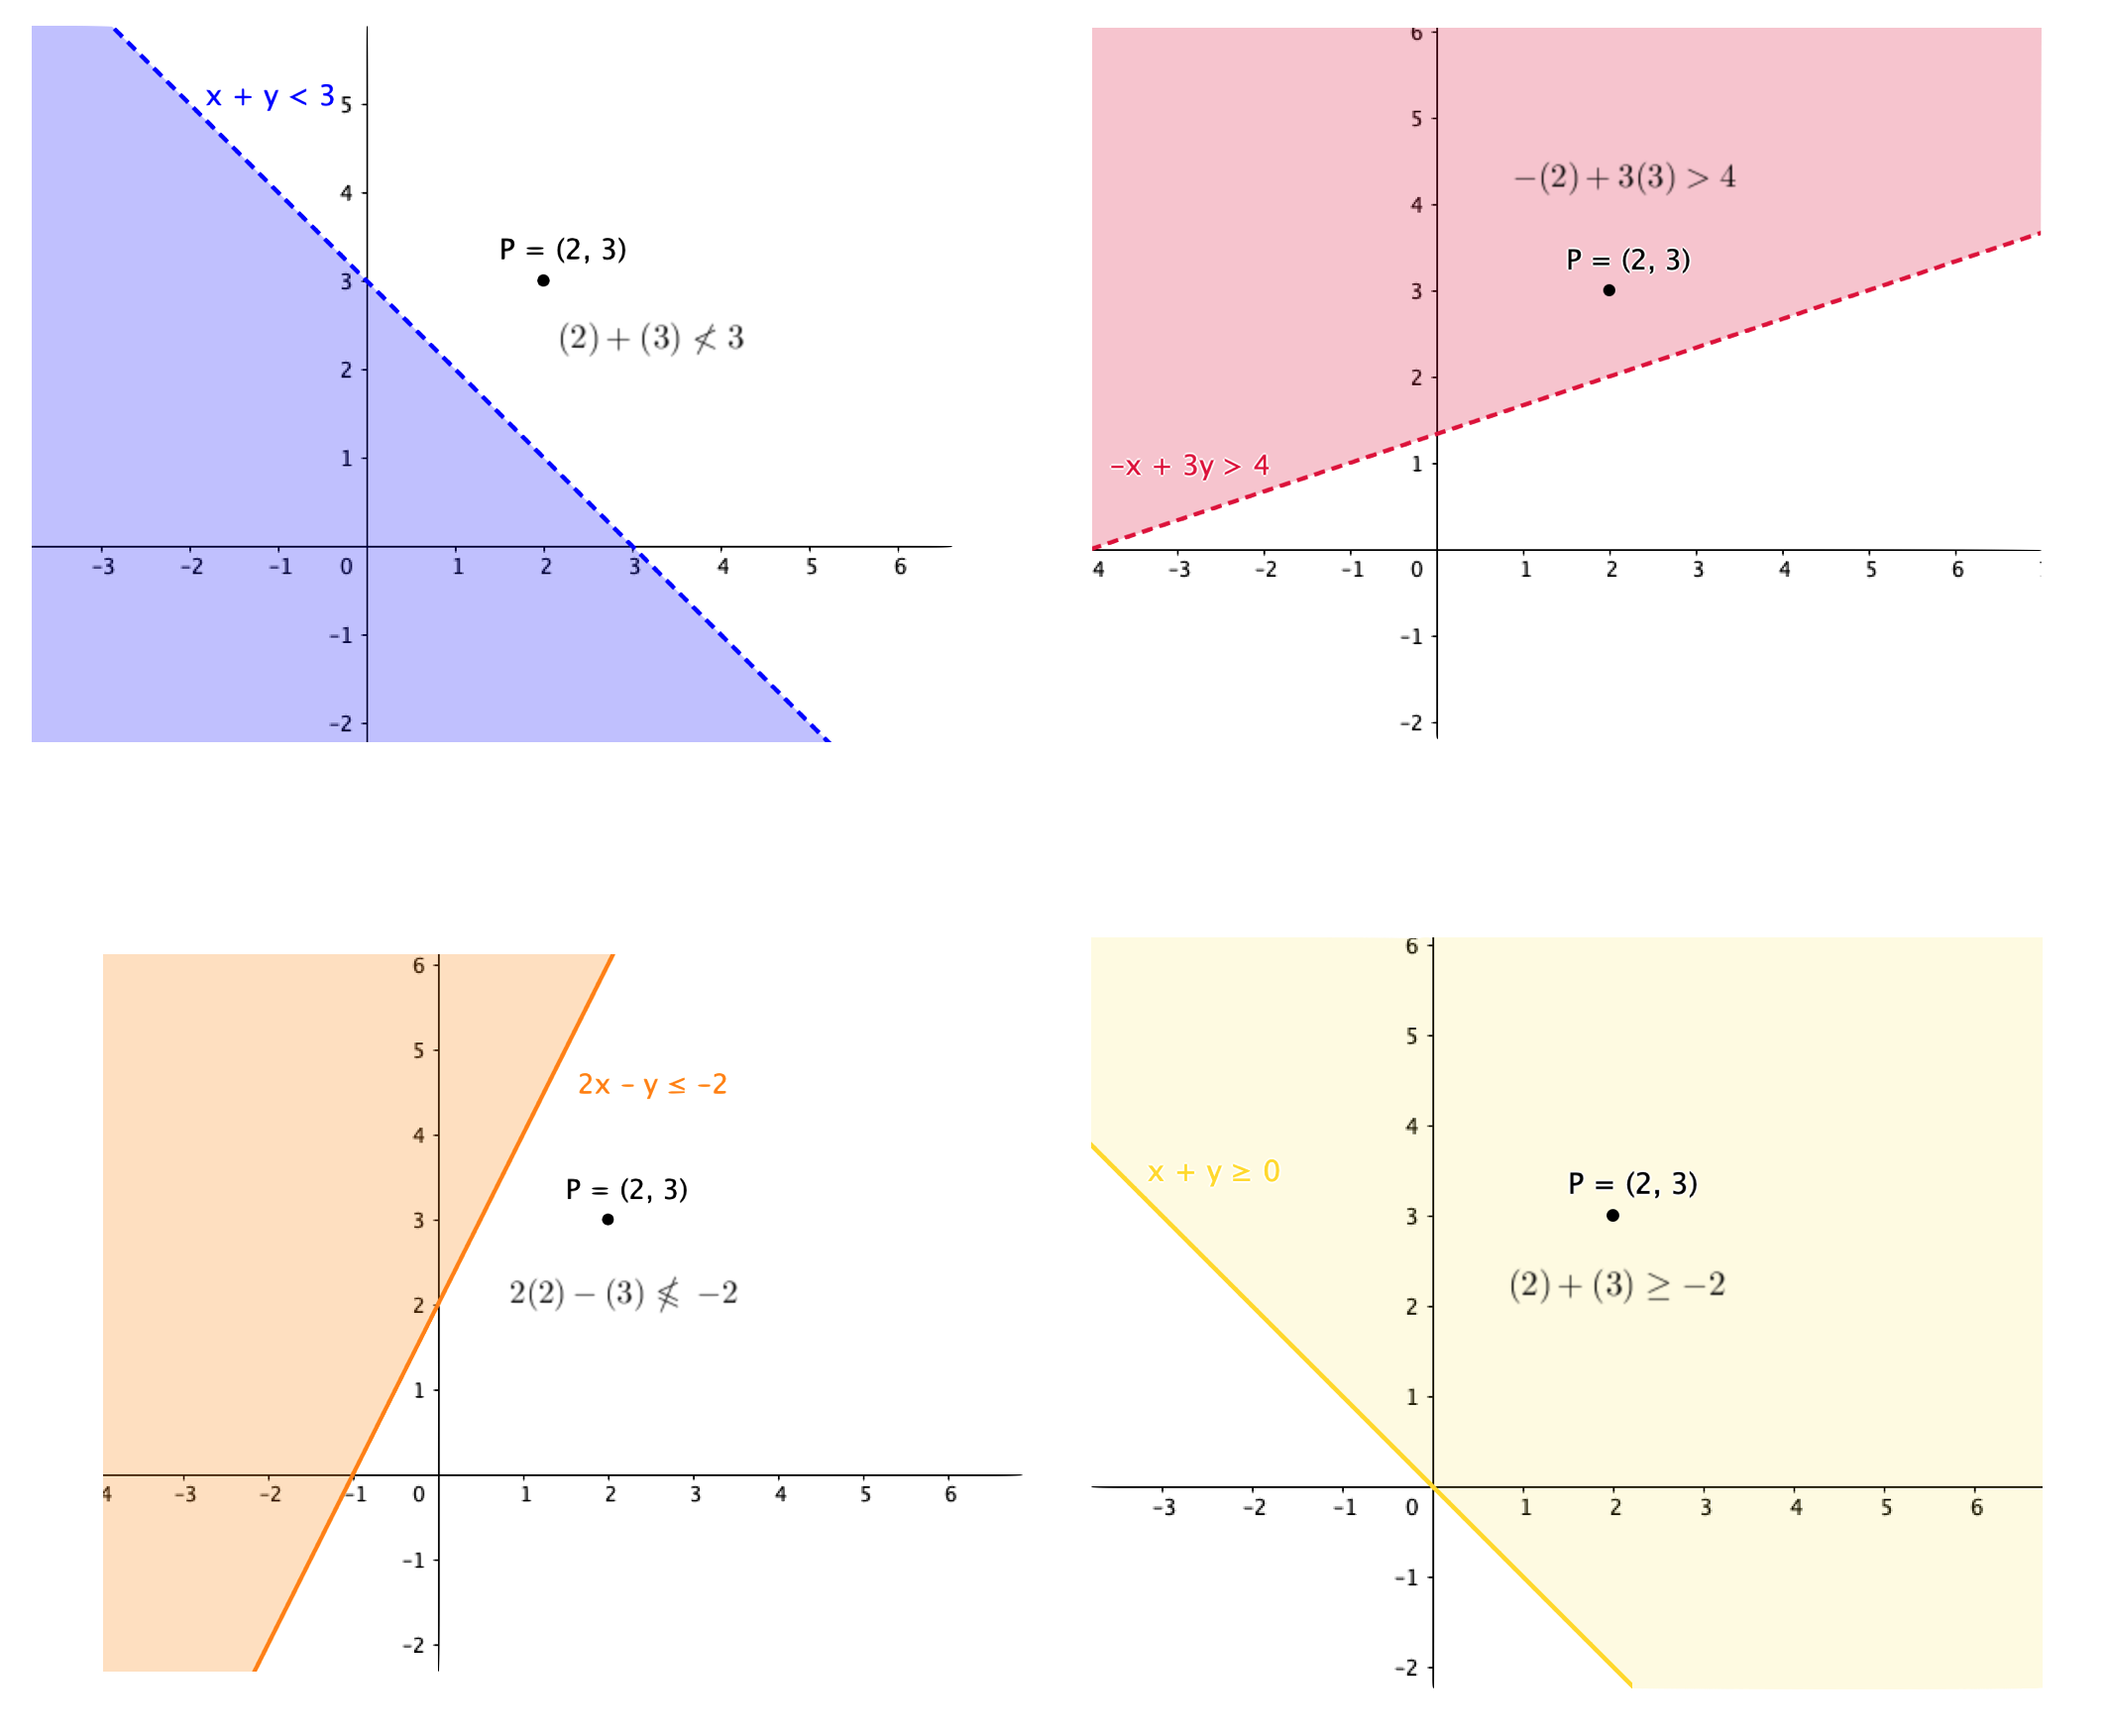 x + y < 3
5
4
P = (2, 3)
3
(2) + (3) ≮ 3
2
1
-3 -2 -1 0 1 2 3 4 5 6
-1
-2
6
5
−(2) + 3(3) > 4
4
P = (2, 3)
3
2
-x + 3y > 4
1
4 -3 -2 -1 0 1 2 3 4 5 6
-1
-2
6
5
2x - y ≤ -2
4
P = (2, 3)
3
2(2) − (3) ≰ −2
2
1
4 -3 -2 -1 0 1 2 3 4 5 6
-1
-2
6
5
4
x + y ≥ 0
P = (2, 3)
3
(2) + (3) ≥ −2
2
1
-3 -2 -1 0 1 2 3 4 5 6
-1
-2